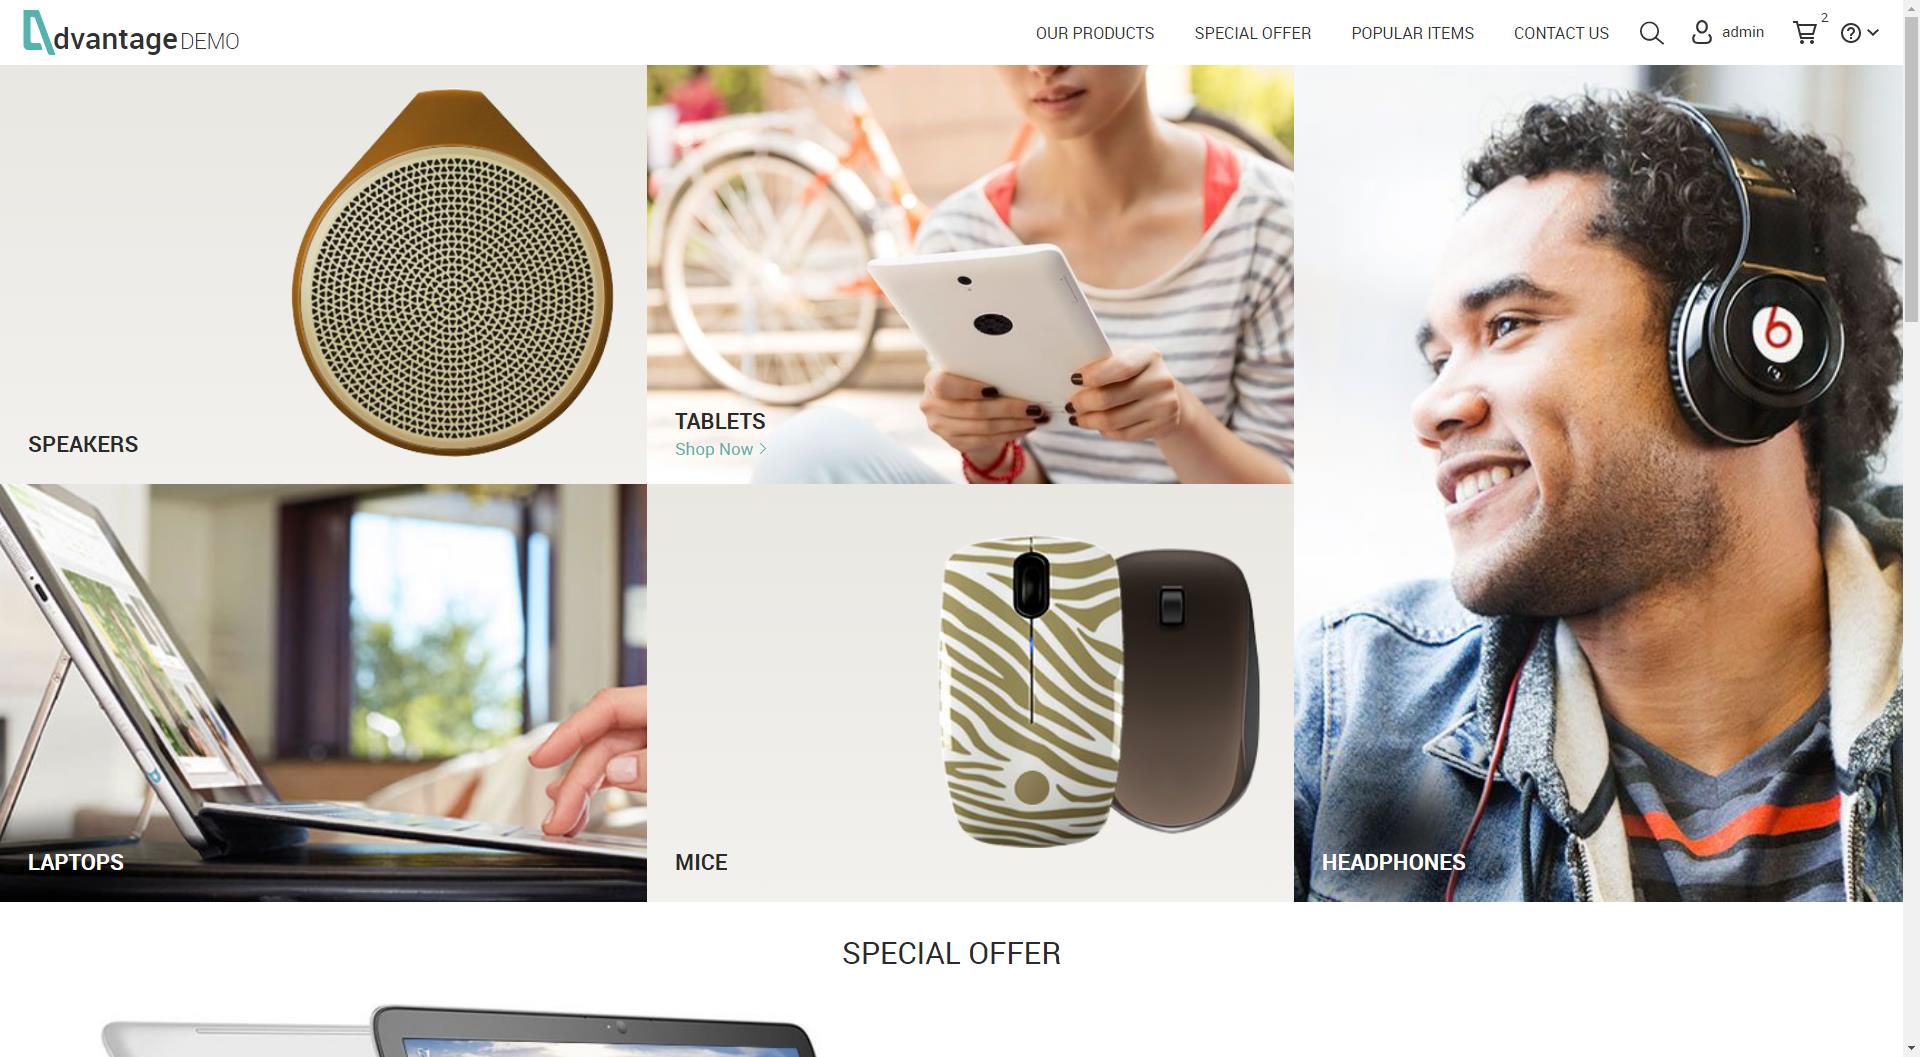 dvantage DEMO
OUR PRODUCTS SPECIAL OFFER POPULAR ITEMS CONTACT US admin 2
SPEAKERS
TABLETS
Shop Now
LAPTOPS
MICE
HEADPHONES
SPECIAL OFFER